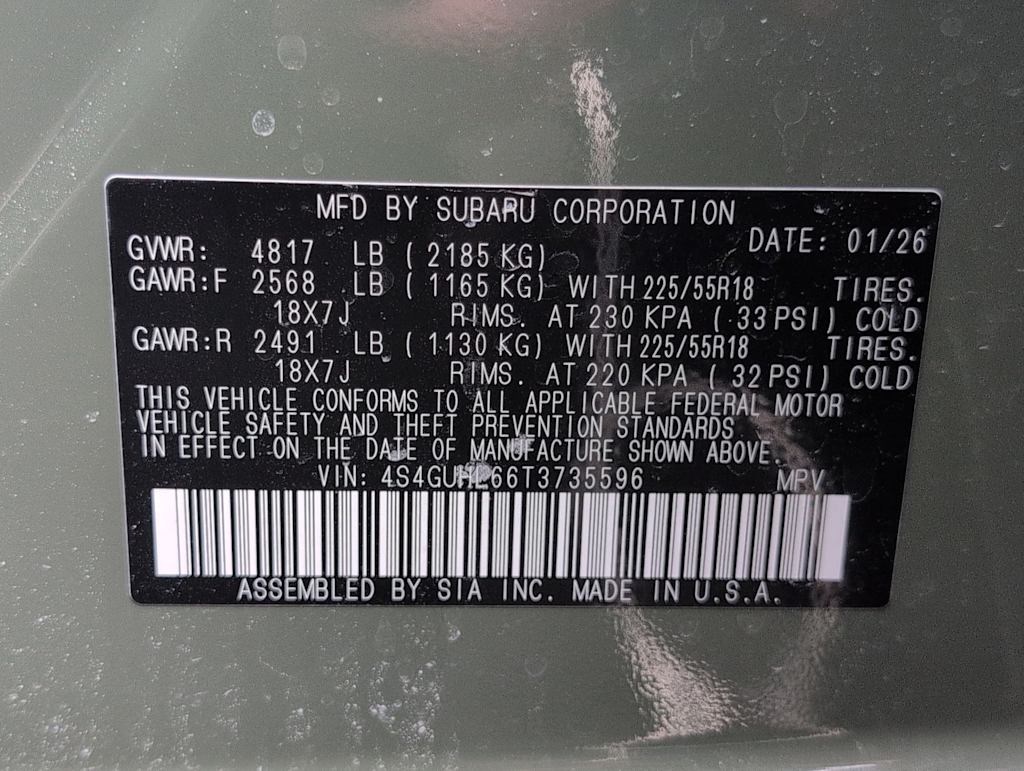 MFD BY SUBARU CORPORATION
DATE: 01/26
GVWR: 4817 LB ( 2185 KG)
GAWR:F 2568 LB ( 1165 KG) WITH 225/55R18 TIRES.
18X7J RIMS. AT 230 KPA ( 33 PSI) COLD
GAWR:R 2491 LB ( 1130 KG) WITH 225/55R18 TIRES.
18X7J RIMS. AT 220 KPA ( 32 PSI) COLD
THIS VEHICLE CONFORMS TO ALL APPLICABLE FEDERAL MOTOR
VEHICLE SAFETY AND THEFT PREVENTION STANDARDS
IN EFFECT ON THE DATE OF MANUFACTURE SHOWN ABOVE.
VIN: 4S4GUHL66T3735596 MPV
ASSEMBLED BY SIA INC. MADE IN U.S.A.